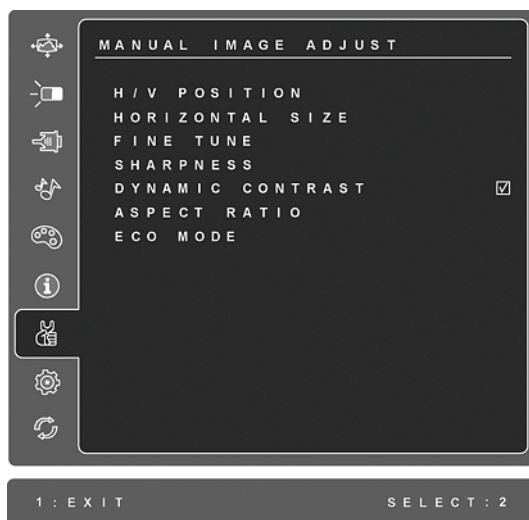 MANUAL IMAGE ADJUST
H/V POSITION
HORIZONTAL SIZE
FINE TUNE
SHARPNESS
DYNAMIC CONTRAST ☑
ASPECT RATIO
ECO MODE
1:EXIT SELECT:2